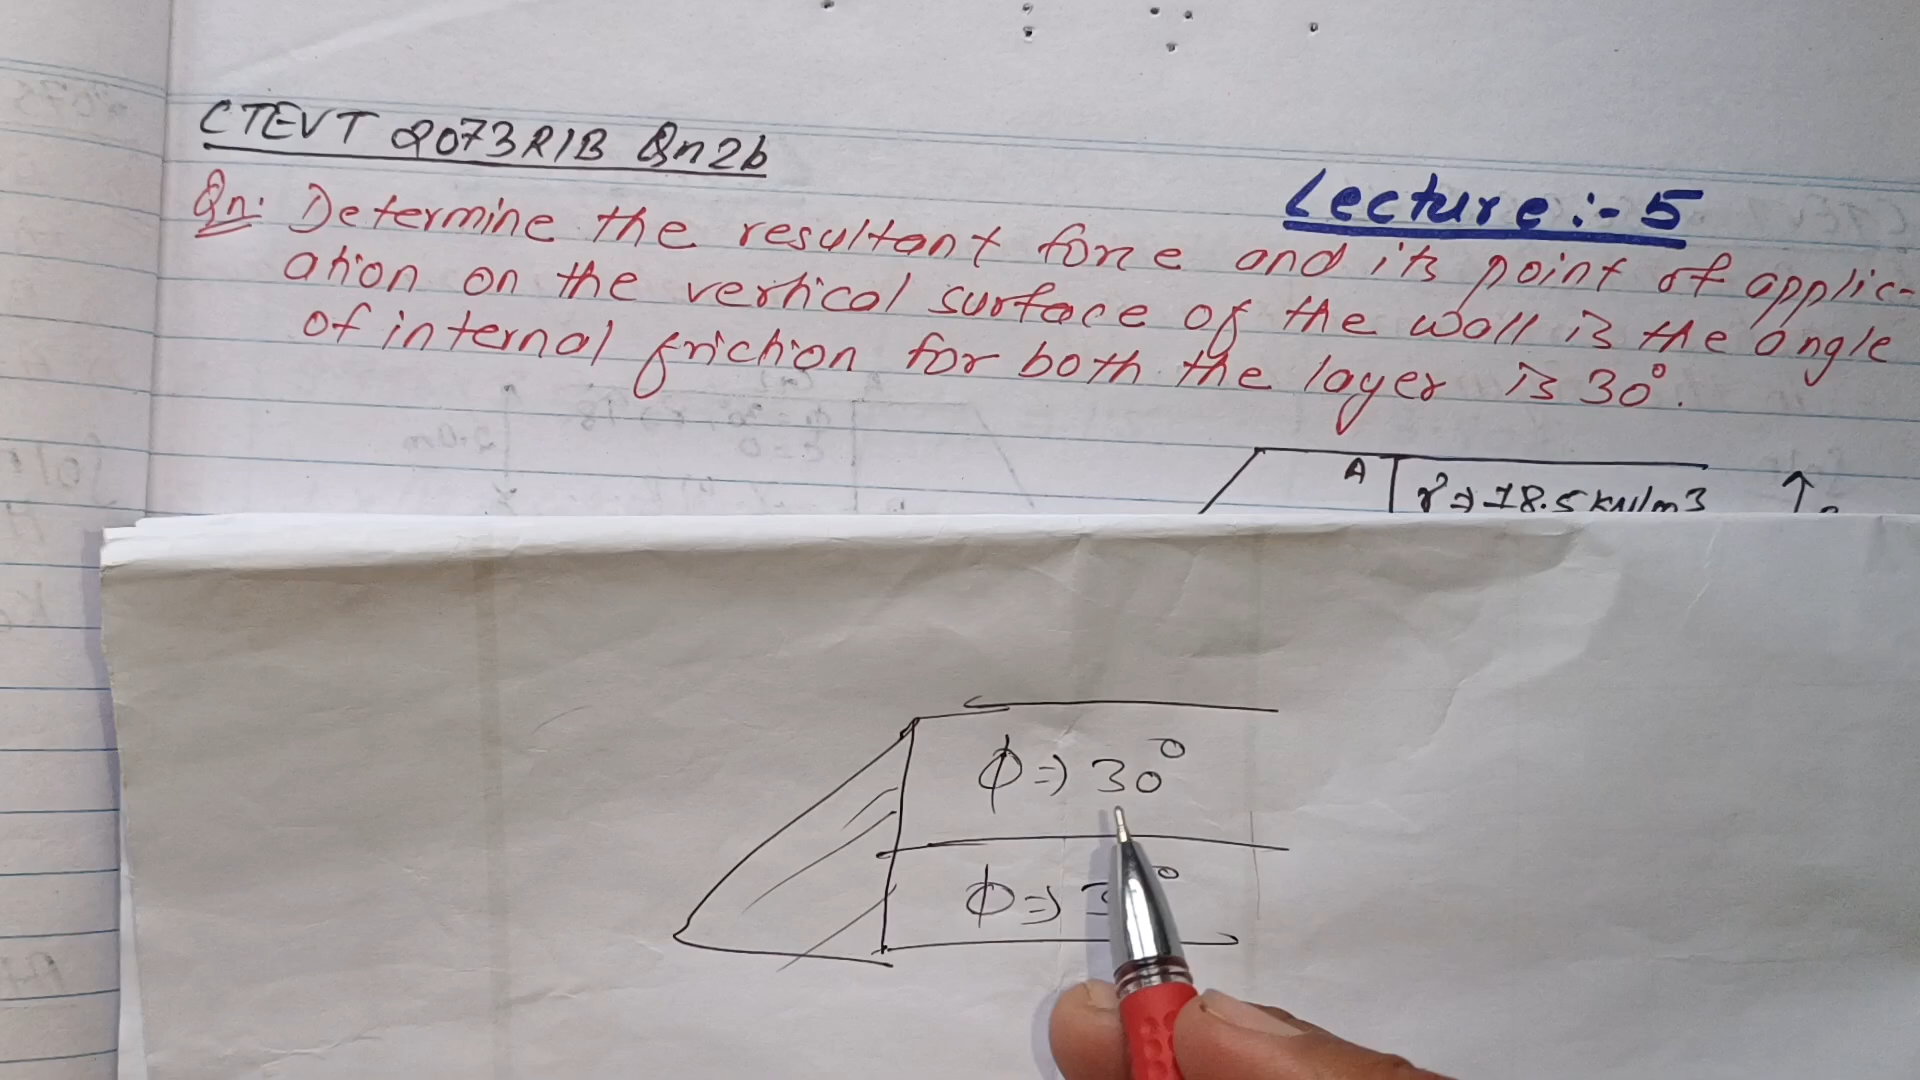 CTEVT 2073R/B Qn2b
Lecture:- 5
Qn: Determine the resultant force and its point of applic-
ation on the vertical surface of the wall is the angle
of internal friction for both the layer is 30°.
A
γ⇒18.5 kN/m3
φ⇒30°
φ⇒